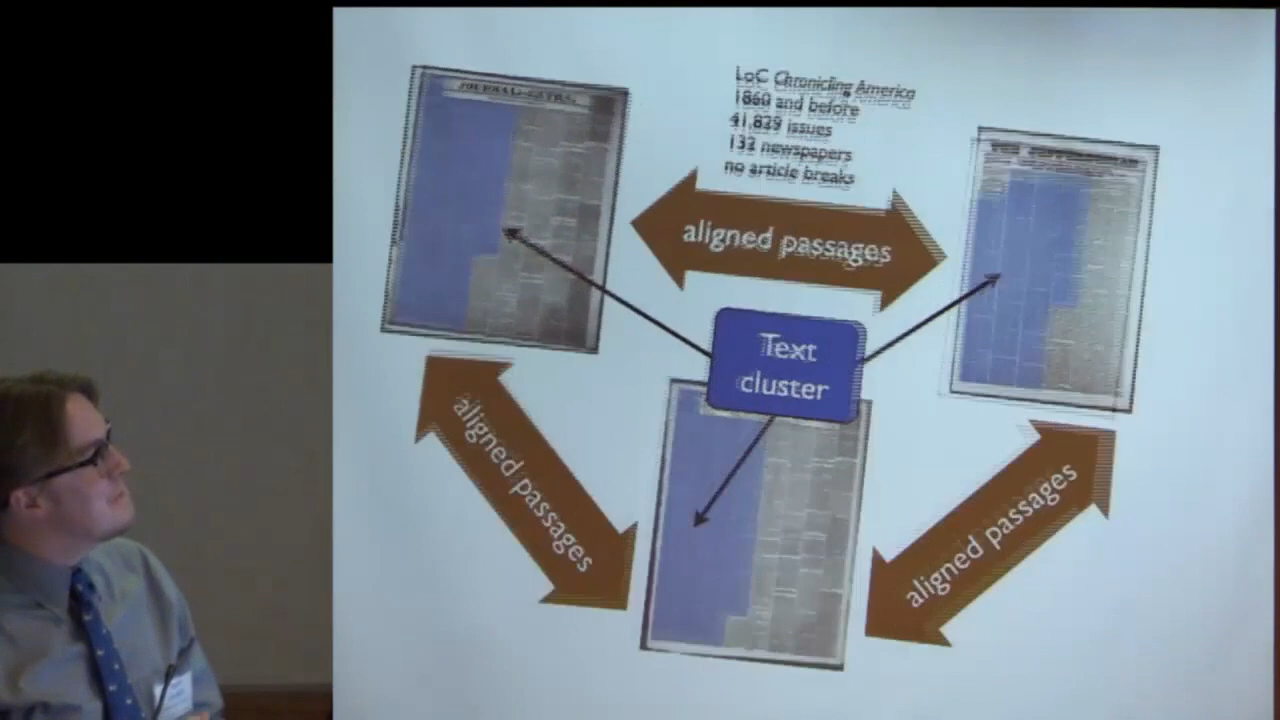 LoC Chronicling America
1860 and before
41,829 issues
132 newspapers
no article breaks
aligned passages
Text
cluster
aligned passages
aligned passages